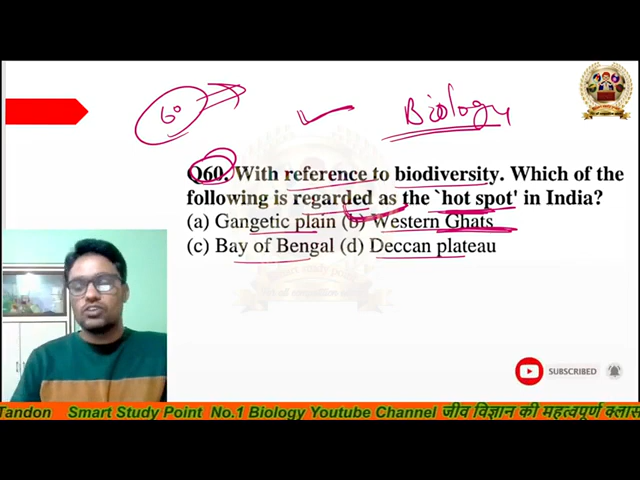 60
Biology
Q60. With reference to biodiversity. Which of the
following is regarded as the `hot spot' in India?
(a) Gangetic plain (b) Western Ghats
(c) Bay of Bengal (d) Deccan plateau
SUBSCRIBED
Tandon Smart Study Point No.1 Biology Youtube Channel जीव विज्ञान की महत्वपूर्ण क्लास